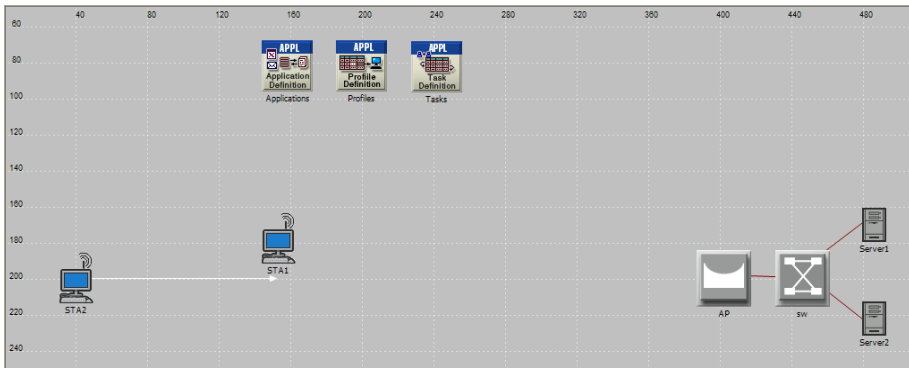 40 80 120 160 200 240 280 320 360 400 440 480
60
80
100
120
140
160
180
200
220
240
APPL APPL APPL
Application Definition
Profile Definition
Task Definition
Applications Profiles Tasks
STA1
STA2
AP
sw
Server1
Server2